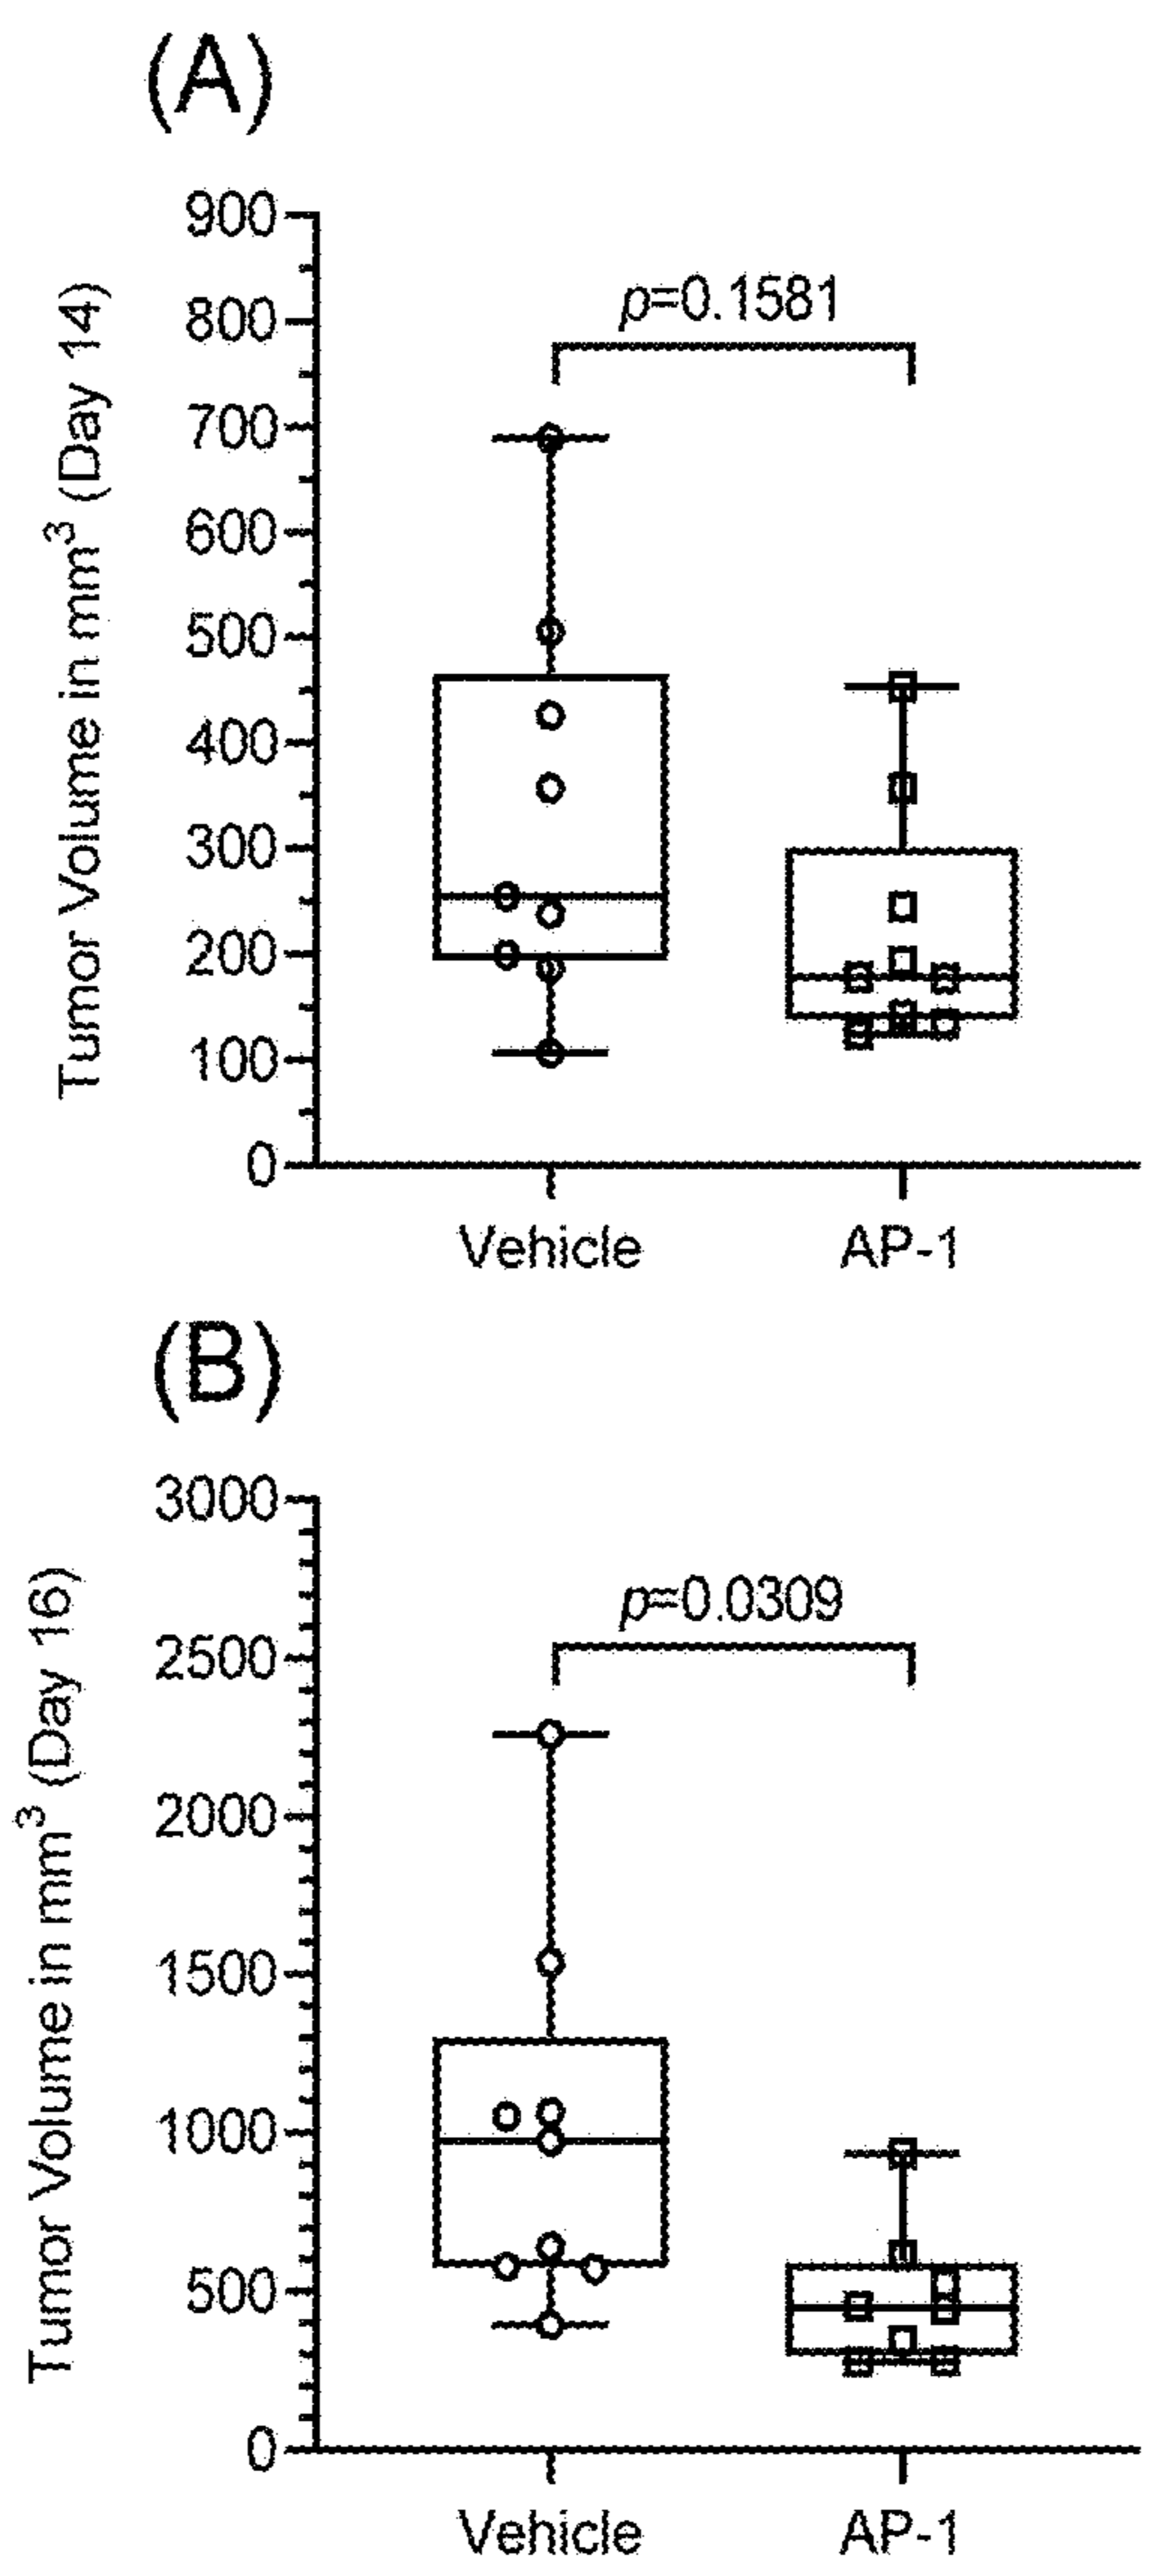 (A)
Tumor Volume in mm³ (Day 14)
900
800
700
600
500
400
300
200
100
0
p=0.1581
Vehicle
AP-1
(B)
Tumor Volume in mm³ (Day 16)
3000
2500
2000
1500
1000
500
0
p=0.0309
Vehicle
AP-1